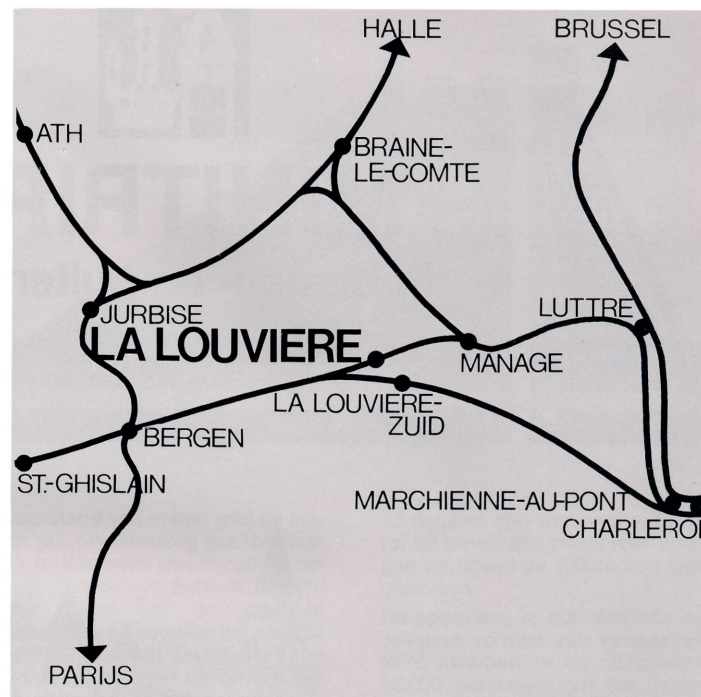 HALLE
BRUSSEL
ATH
BRAINE-
LE-COMTE
JURBISE
LUTTRE
LA LOUVIERE
MANAGE
LA LOUVIERE-
ZUID
BERGEN
ST.-GHISLAIN
MARCHIENNE-AU-PONT
CHARLEROI
PARIJS